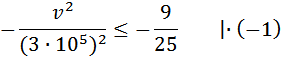 −v²/(3·10⁵)² ≤ −9/25 |·(−1)